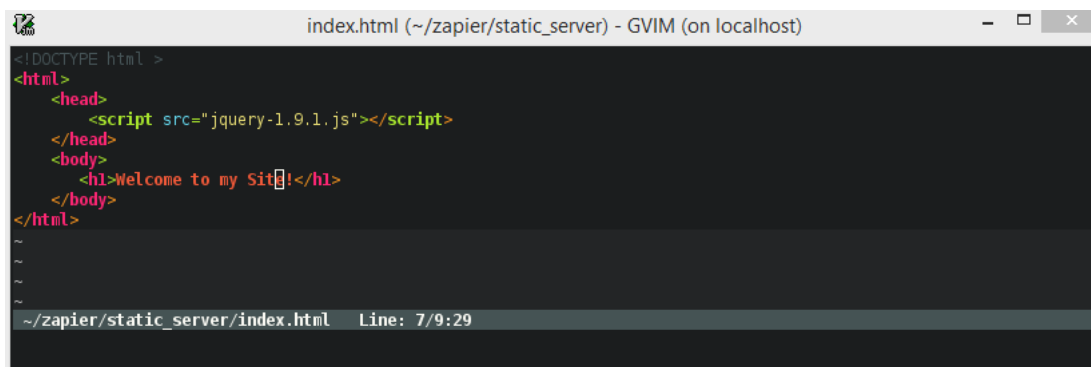 index.html (~/zapier/static_server) - GVIM (on localhost)
<!DOCTYPE html >
<html>
    <head>
        <script src="jquery-1.9.1.js"></script>
    </head>
    <body>
       <h1>Welcome to my Site!</h1>
    </body>
</html>
~
~
~
~
~/zapier/static_server/index.html   Line: 7/9:29